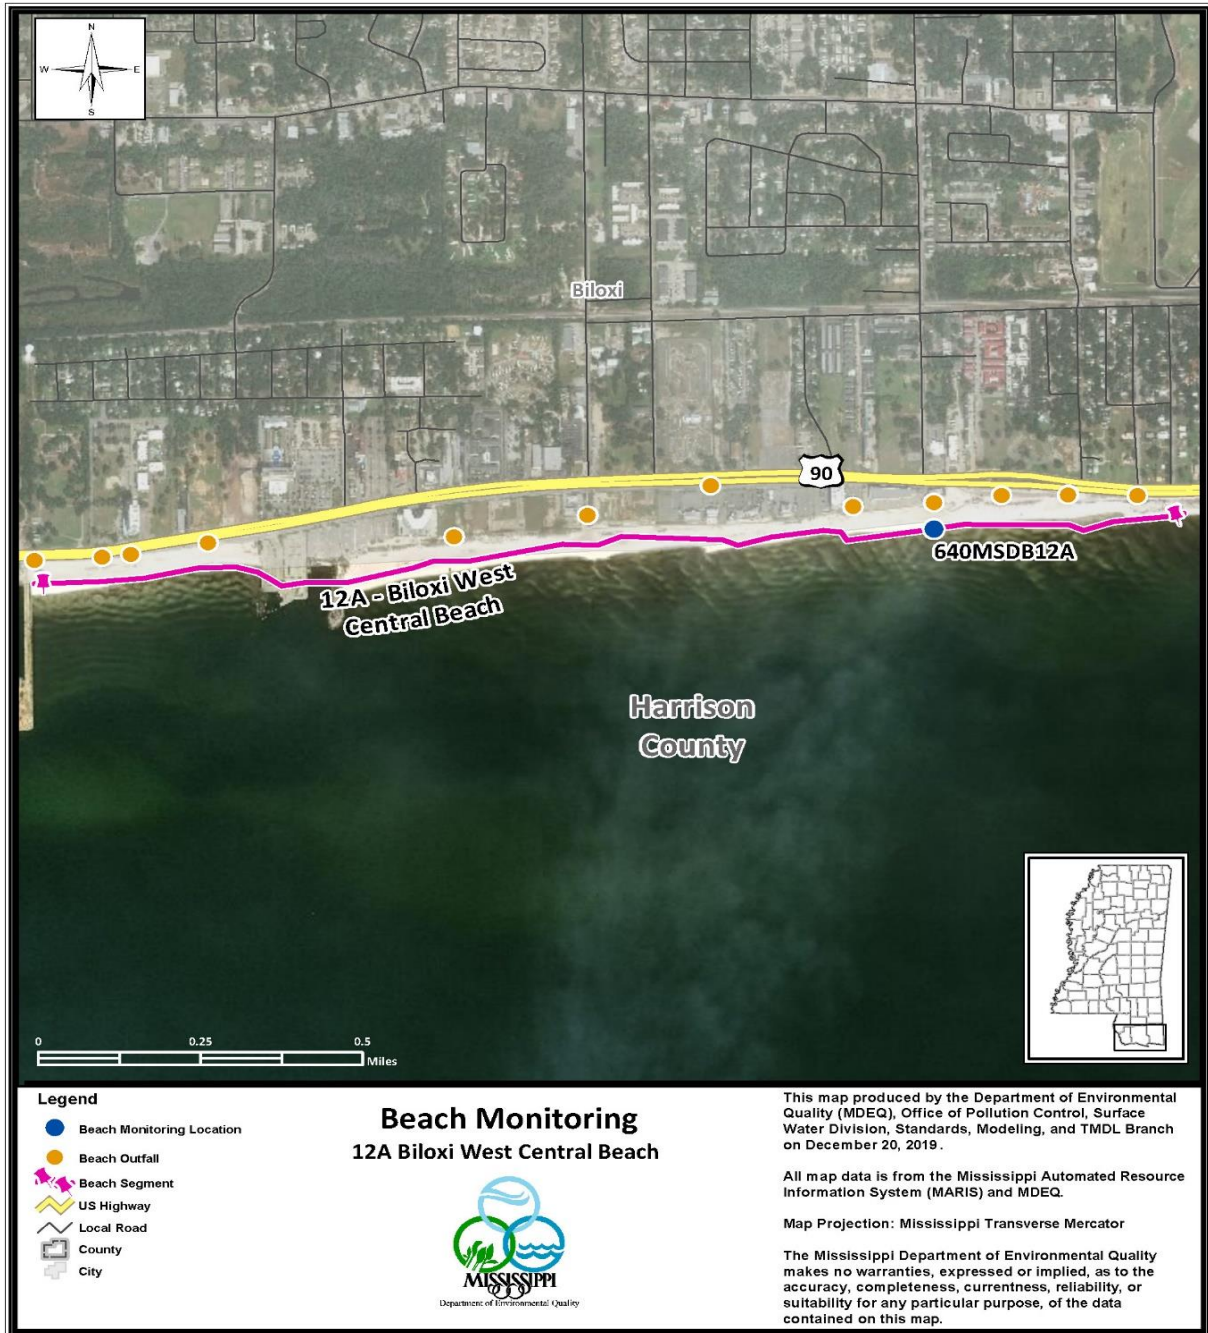 N
W E
S
Biloxi
90
640MSDB12A
12A - Biloxi West
Central Beach
Harrison
County
0 0.25 0.5
Miles
Legend
Beach Monitoring Location
Beach Outfall
Beach Segment
US Highway
Local Road
County
City
Beach Monitoring
12A Biloxi West Central Beach
MISSISSIPPI
Department of Environmental Quality
This map produced by the Department of Environmental
Quality (MDEQ), Office of Pollution Control, Surface
Water Division, Standards, Modeling, and TMDL Branch
on December 20, 2019.
All map data is from the Mississippi Automated Resource
Information System (MARIS) and MDEQ.
Map Projection: Mississippi Transverse Mercator
The Mississippi Department of Environmental Quality
makes no warranties, expressed or implied, as to the
accuracy, completeness, currentness, reliability, or
suitability for any particular purpose, of the data
contained on this map.